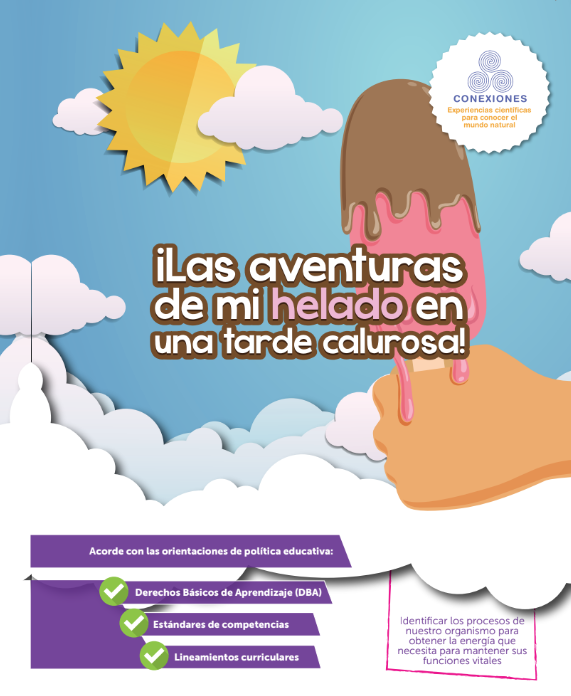 CONEXIONES
Experiencias científicas
para conocer el
mundo natural
¡Las aventuras
de mi helado en
una tarde calurosa!
Acorde con las orientaciones de política educativa:
Derechos Básicos de Aprendizaje (DBA)
Estándares de competencias
Lineamientos curriculares
Identificar los procesos de
nuestro organismo para
obtener la energía que
necesita para mantener sus
funciones vitales